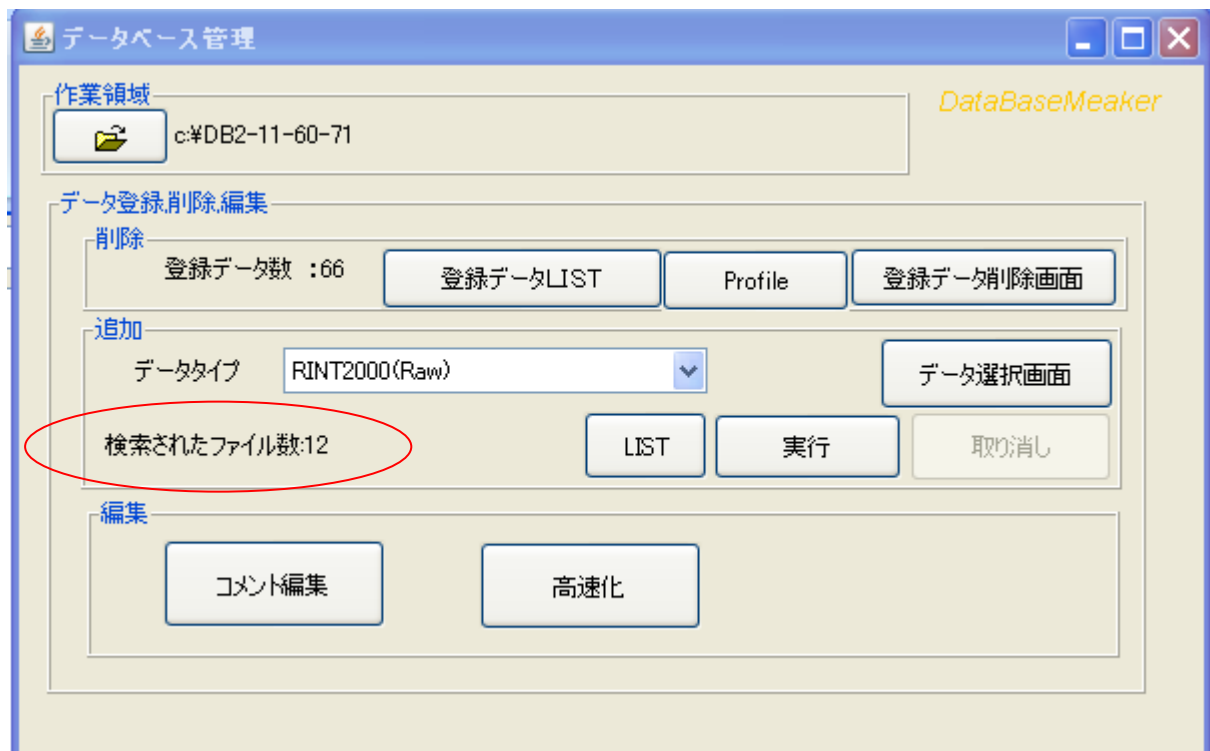 データベース管理
作業領域
DataBaseMeaker
c:¥DB2-11-60-71
データ登録,削除,編集
削除
登録データ数 :66
登録データLIST
Profile
登録データ削除画面
追加
データタイプ
RINT2000(Raw)
データ選択画面
検索されたファイル数:12
LIST
実行
取り消し
編集
コメント編集
高速化